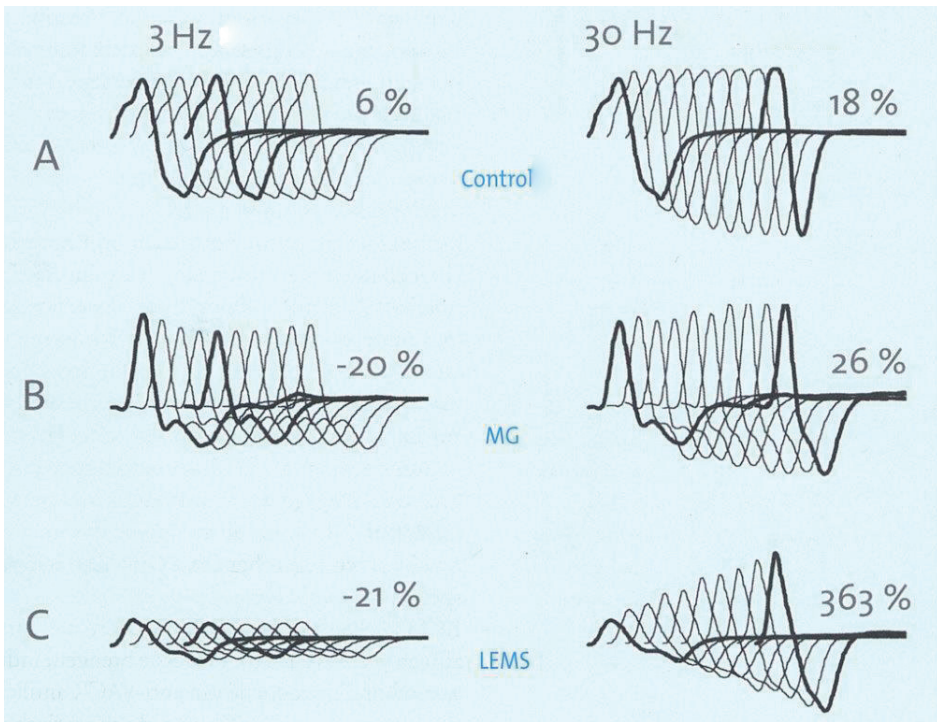 3 Hz 30 Hz
6 % 18 %
A
Control
-20 % 26 %
B
MG
-21 % 363 %
C
LEMS